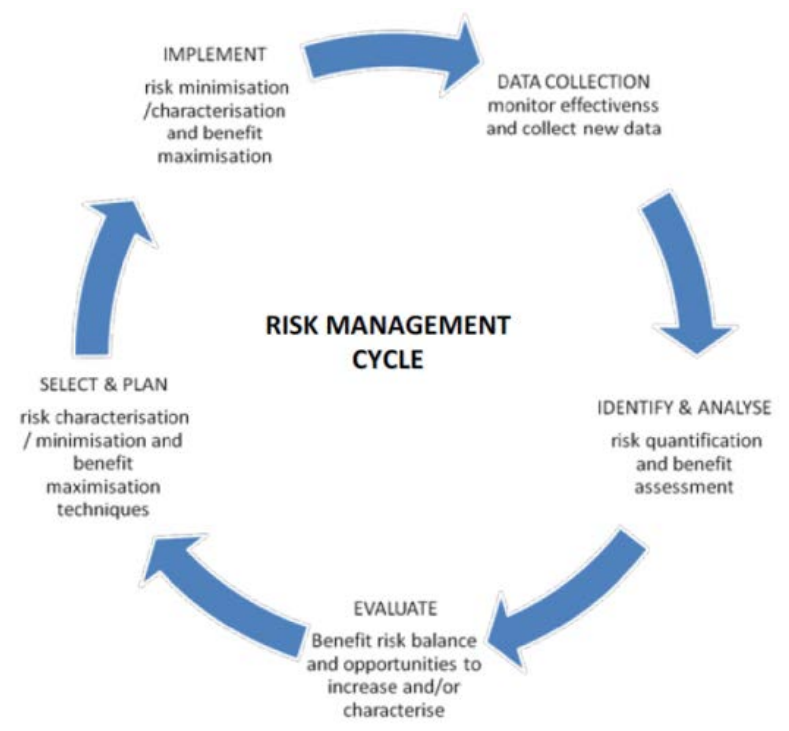 IMPLEMENT
risk minimisation
/characterisation
and benefit
maximisation
DATA COLLECTION
monitor effectivenss
and collect new data
RISK MANAGEMENT
CYCLE
SELECT & PLAN
risk characterisation
/ minimisation and
benefit
maximisation
techniques
IDENTIFY & ANALYSE
risk quantification
and benefit
assessment
EVALUATE
Benefit risk balance
and opportunities to
increase and/or
characterise